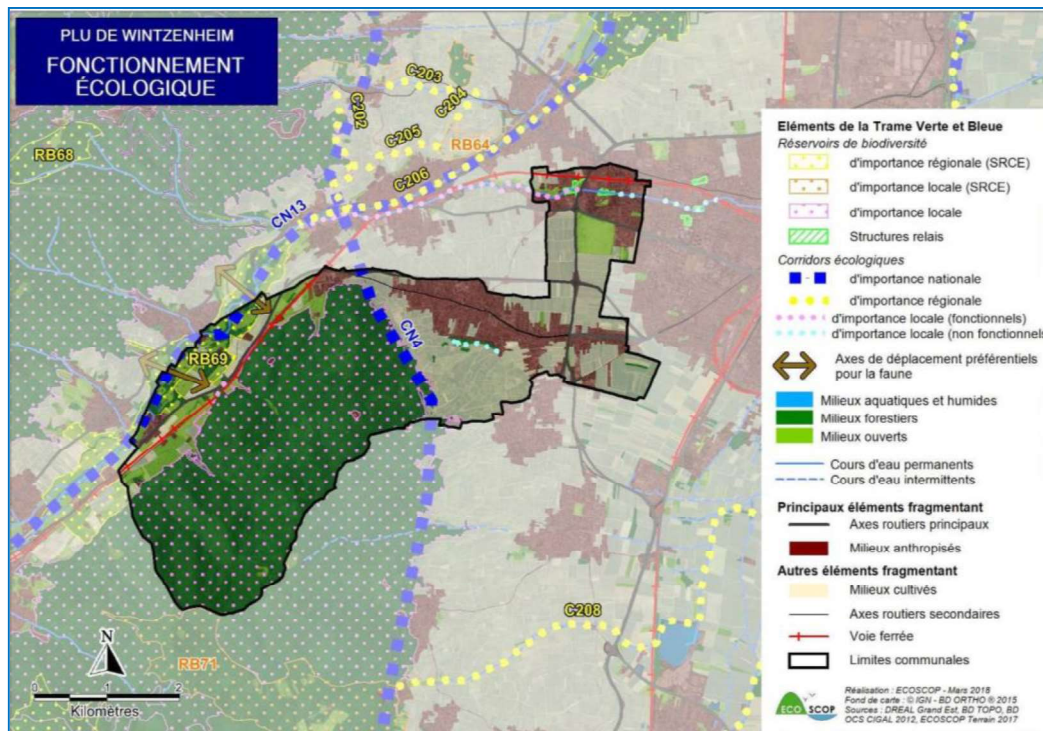 PLU DE WINTZENHEIM
FONCTIONNEMENT
ÉCOLOGIQUE
C203
C202
C204
C205
RB64
RB68
C206
CN13
CN4
RB69
C208
RB71
N
0 1 2
Kilomètres
Eléments de la Trame Verte et Bleue
Réservoirs de biodiversité
d'importance régionale (SRCE)
d'importance locale (SRCE)
d'importance locale
Structures relais
Corridors écologiques
d'importance nationale
d'importance régionale
d'importance locale (fonctionnels)
d'importance locale (non fonctionnels
Axes de déplacement préférentiels
pour la faune
Milieux aquatiques et humides
Milieux forestiers
Milieux ouverts
Cours d'eau permanents
Cours d'eau intermittents
Principaux éléments fragmentant
Axes routiers principaux
Milieux anthropisés
Autres éléments fragmentant
Milieux cultivés
Axes routiers secondaires
Voie ferrée
Limites communales
ECO SCOP
Réalisation : ECOSCOP - Mars 2018
Fond de carte : © IGN - BD ORTHO ® 2015
Sources : DREAL Grand Est, BD TOPO, BD
OCS CIGAL 2012, ECOSCOP Terrain 2017